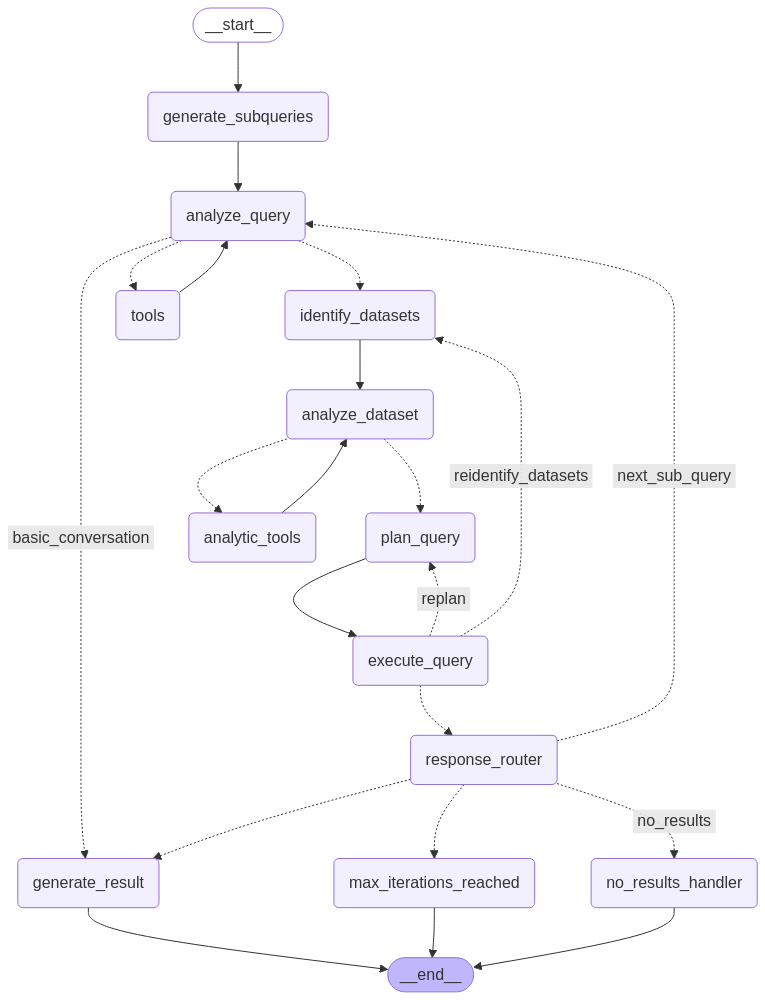 __start__
generate_subqueries
analyze_query
tools
identify_datasets
analyze_dataset
reidentify_datasets
next_sub_query
basic_conversation
analytic_tools
plan_query
replan
execute_query
response_router
no_results
generate_result
max_iterations_reached
no_results_handler
__end__